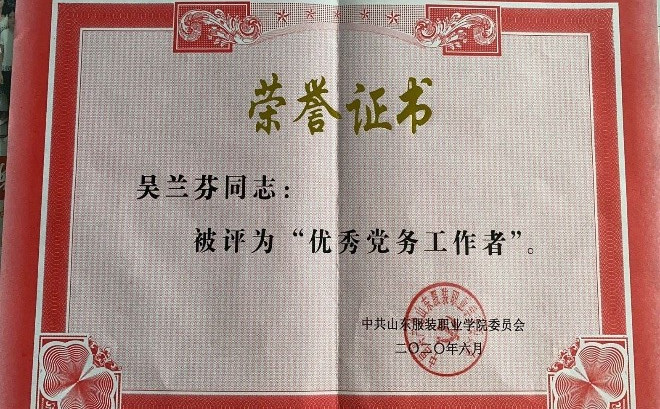 荣誉证书
吴兰芬同志：
被评为“优秀党务工作者”。
中共山东服装职业学院委员会
二〇二〇年六月